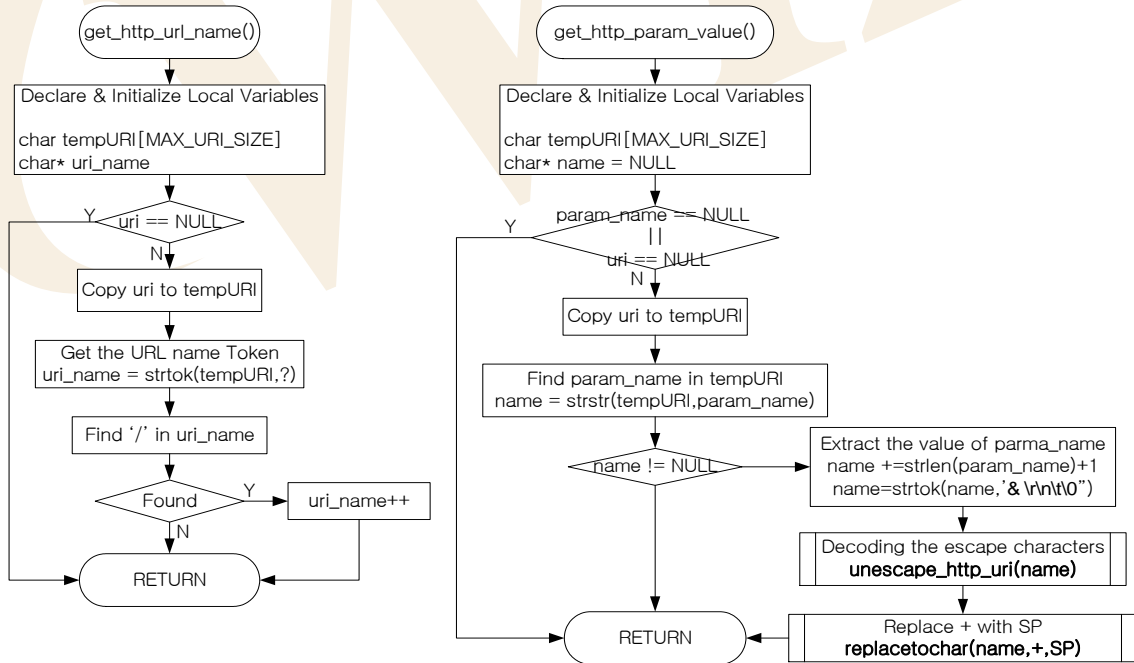 get_http_url_name()
Declare & Initialize Local Variables
char tempURI[MAX_URI_SIZE]
char* uri_name
uri == NULL
Y
N
Copy uri to tempURI
Get the URL name Token
uri_name = strtok(tempURI,?)
Find ‘/’ in uri_name
Found
Y
N
uri_name++
RETURN
get_http_param_value()
Declare & Initialize Local Variables
char tempURI[MAX_URI_SIZE]
char* name = NULL
param_name == NULL
||
uri == NULL
Y
N
Copy uri to tempURI
Find param_name in tempURI
name = strstr(tempURI,param_name)
name != NULL
Extract the value of parma_name
name +=strlen(param_name)+1
name=strtok(name,’& \r\n\t\0”)
Decoding the escape characters
unescape_http_uri(name)
Replace + with SP
replacetochar(name,+,SP)
RETURN